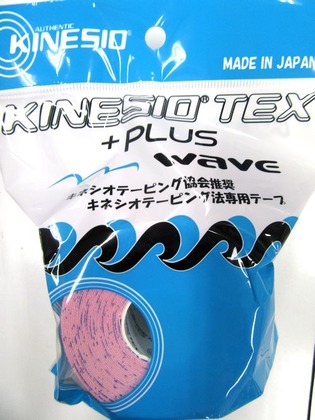 AUTHENTIC
KINESIO
MADE IN JAPAN
KINESIO® TEX
+PLUS
wave
キネシオテーピング協会推奨
キネシオテーピング法専用テープ